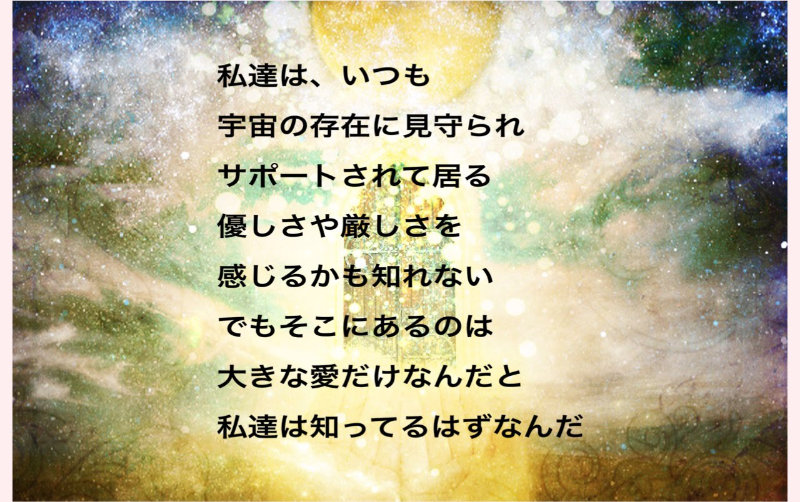 私達は、いつも
宇宙の存在に見守られ
サポートされて居る
優しさや厳しさを
感じるかも知れない
でもそこにあるのは
大きな愛だけなんだと
私達は知ってるはずなんだ